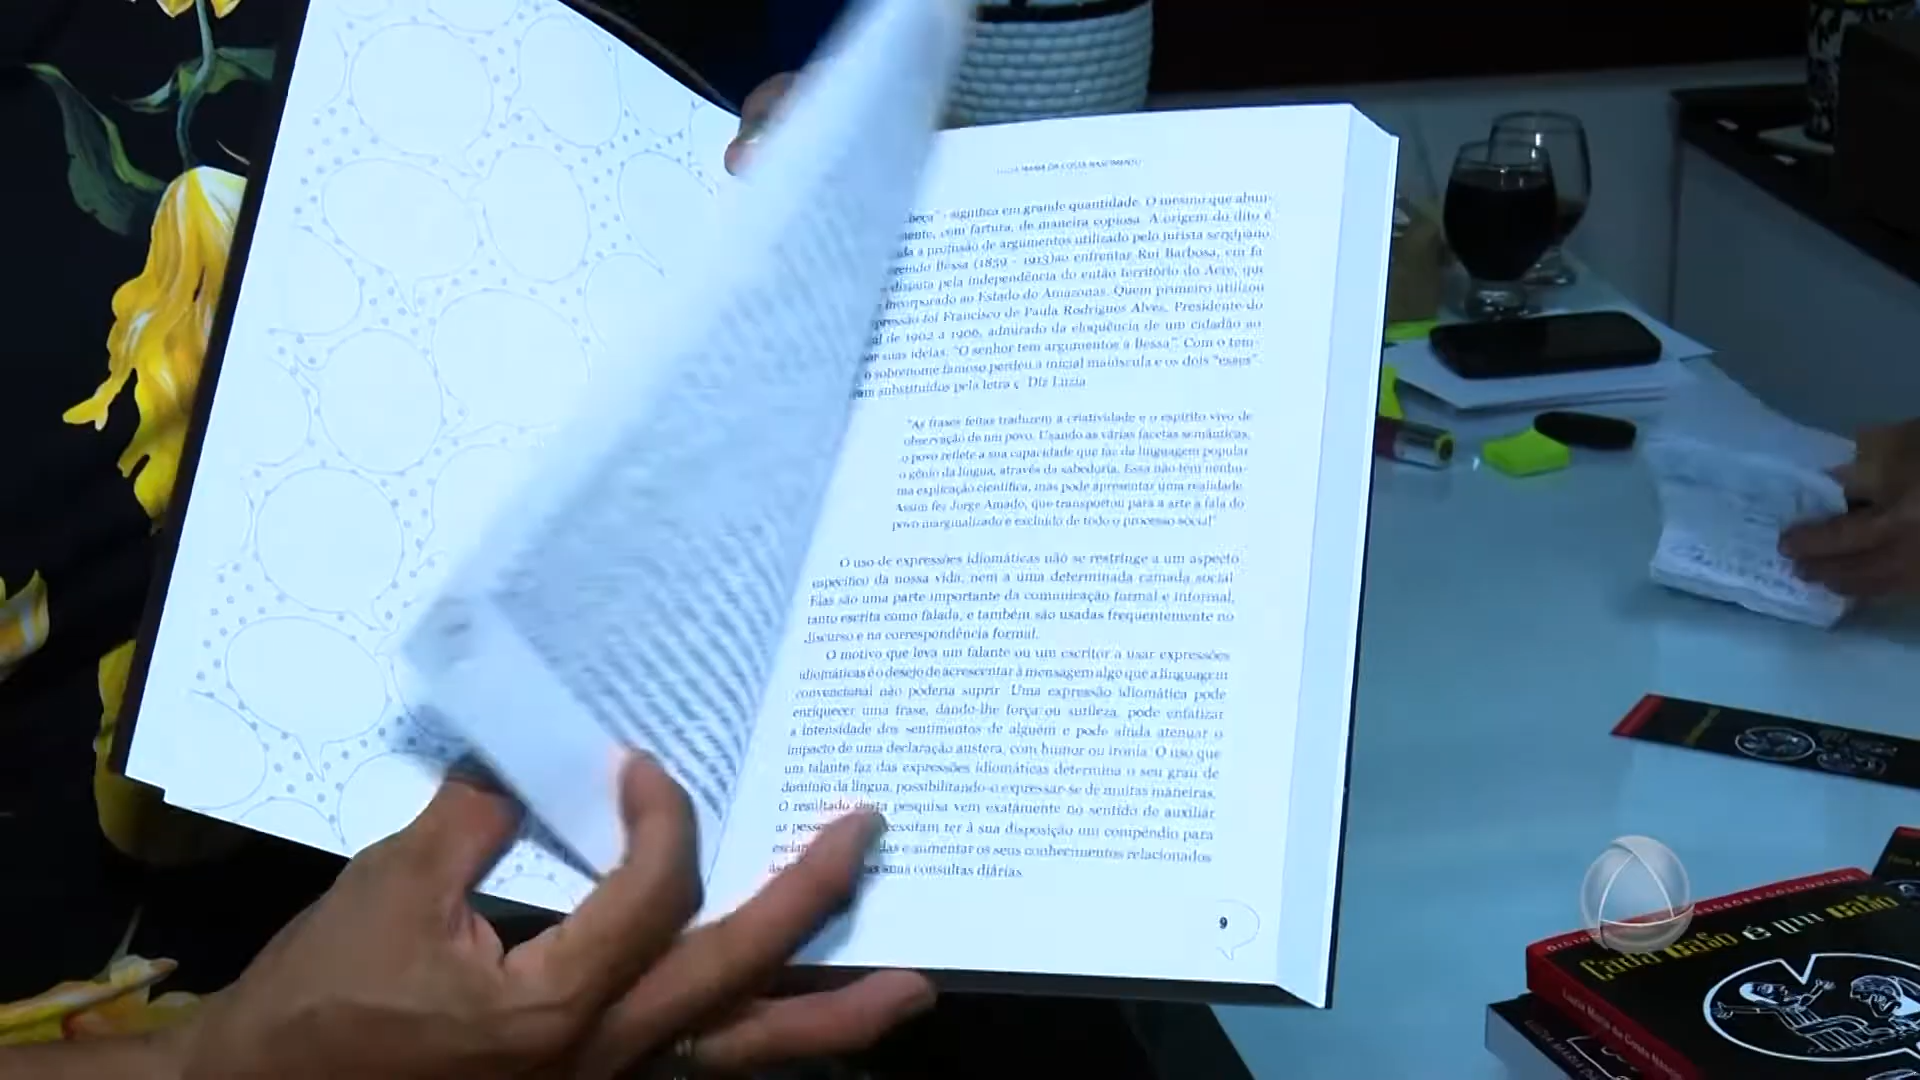 LUZIA MARIA DA COSTA NASCIMENTO
beça" - significa em grande quantidade. O mesmo que abun-
mente, com fartura, de maneira copiosa. A origem do dito é
a profusão de argumentos utilizado pelo jurista sergipano
Bessa (1859 - 1913)ao enfrentar Rui Barbosa, em fa-
disputa pela independência do então território do Acre, que
incorporado ao Estado do Amazonas. Quem primeiro utilizou
pressão foi Francisco de Paula Rodrigues Alves, Presidente do
de 1902 a 1906, admirado da eloquência de um cidadão ao
suas ideias. "O senhor tem argumentos à Bessa". Com o tem-
o sobrenome famoso perdeu a inicial maiúscula e os dois "esses".
am substituídos pela letra ç. Diz Luzia
"As frases feitas traduzem a criatividade e o espírito vivo de
observação de um povo. Usando as várias facetas semânticas,
o povo reflete a sua capacidade que faz da linguagem popular
o gênio da língua, através da sabedoria. Essa não tem nenhu-
ma explicação científica, mas pode apresentar uma realidade.
Assim fez Jorge Amado, que transportou para a arte a fala do
povo marginalizado e excluído de todo o processo social"
O uso de expressões idiomáticas não se restringe a um aspecto
específico da nossa vida, nem a uma determinada camada social.
Elas são uma parte importante da comunicação formal e informal,
tanto escrita como falada, e também são usadas frequentemente no
discurso e na correspondência formal.
O motivo que leva um falante ou um escritor a usar expressões
idiomáticas é o desejo de acrescentar à mensagem algo que a linguagem
convencional não poderia suprir. Uma expressão idiomática pode
enriquecer uma frase, dando-lhe força ou sutileza, pode enfatizar
a intensidade dos sentimentos de alguém e pode ainda atenuar o
impacto de uma declaração austera, com humor ou ironia. O uso que
um falante faz das expressões idiomáticas determina o seu grau de
domínio da língua, possibilitando-o expressar-se de muitas maneiras.
O resultado desta pesquisa vem exatamente no sentido de auxiliar
as pess cessitam ter à sua disposição um compêndio para
escla das e aumentar os seus conhecimentos relacionados
suas consultas diárias.
9
Cada Caso é um Caso
Luzia Maria da Costa